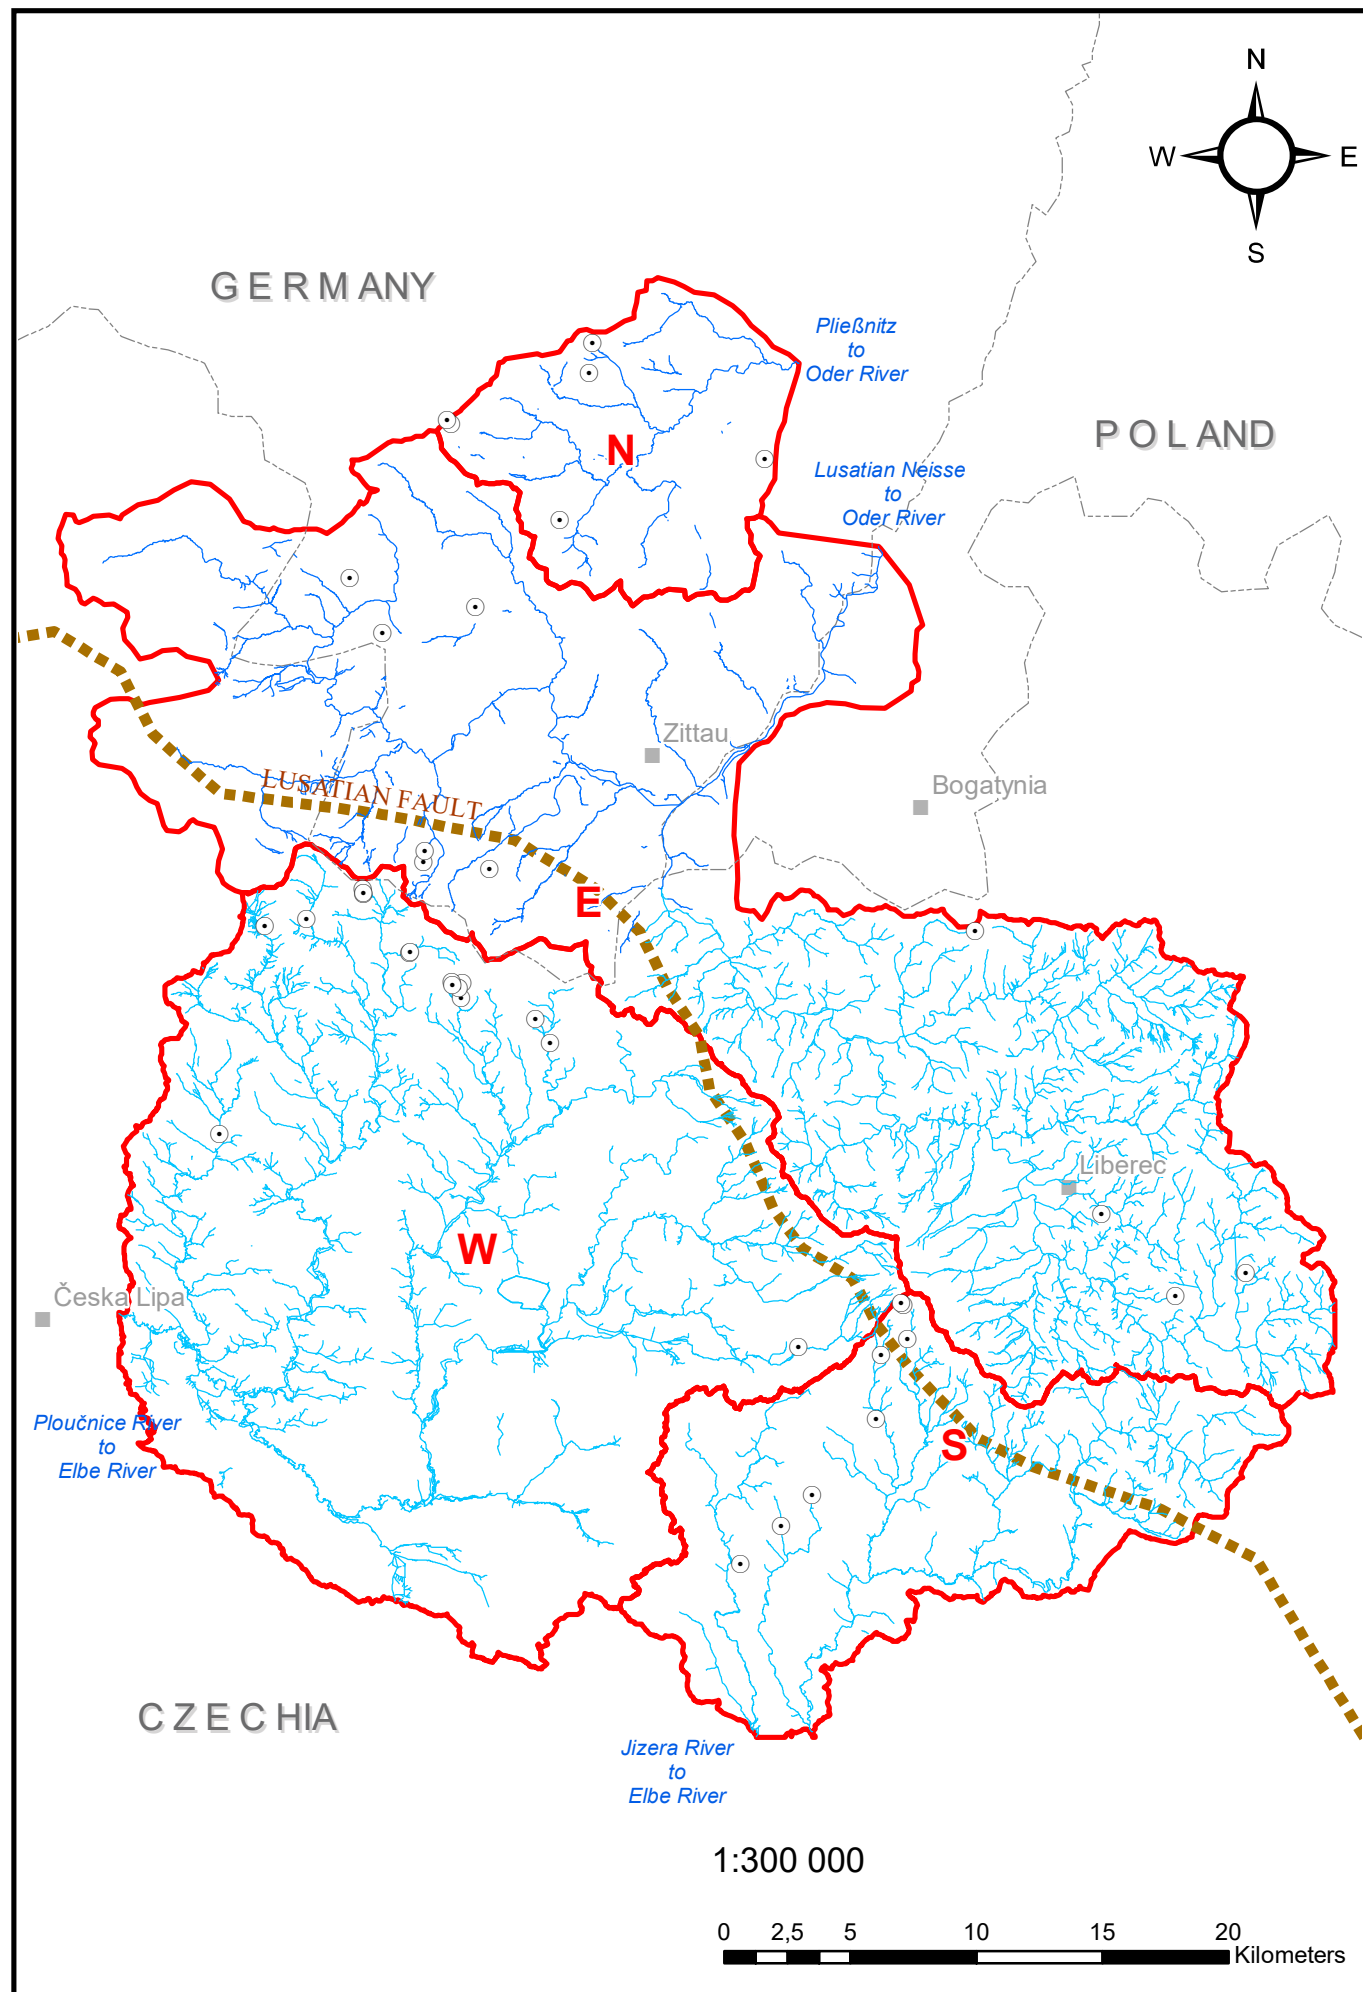 N
W
E
S
GERMANY
Pließnitz
to
Oder River
POLAND
N
Lusatian Neisse
to
Oder River
Zittau
LUSATIAN FAULT
Bogatynia
E
Liberec
W
Česka Lipa
Ploučnice River
to
Elbe River
S
CZECHIA
Jizera River
to
Elbe River
1:300 000
0 2,5 5 10 15 20
Kilometers